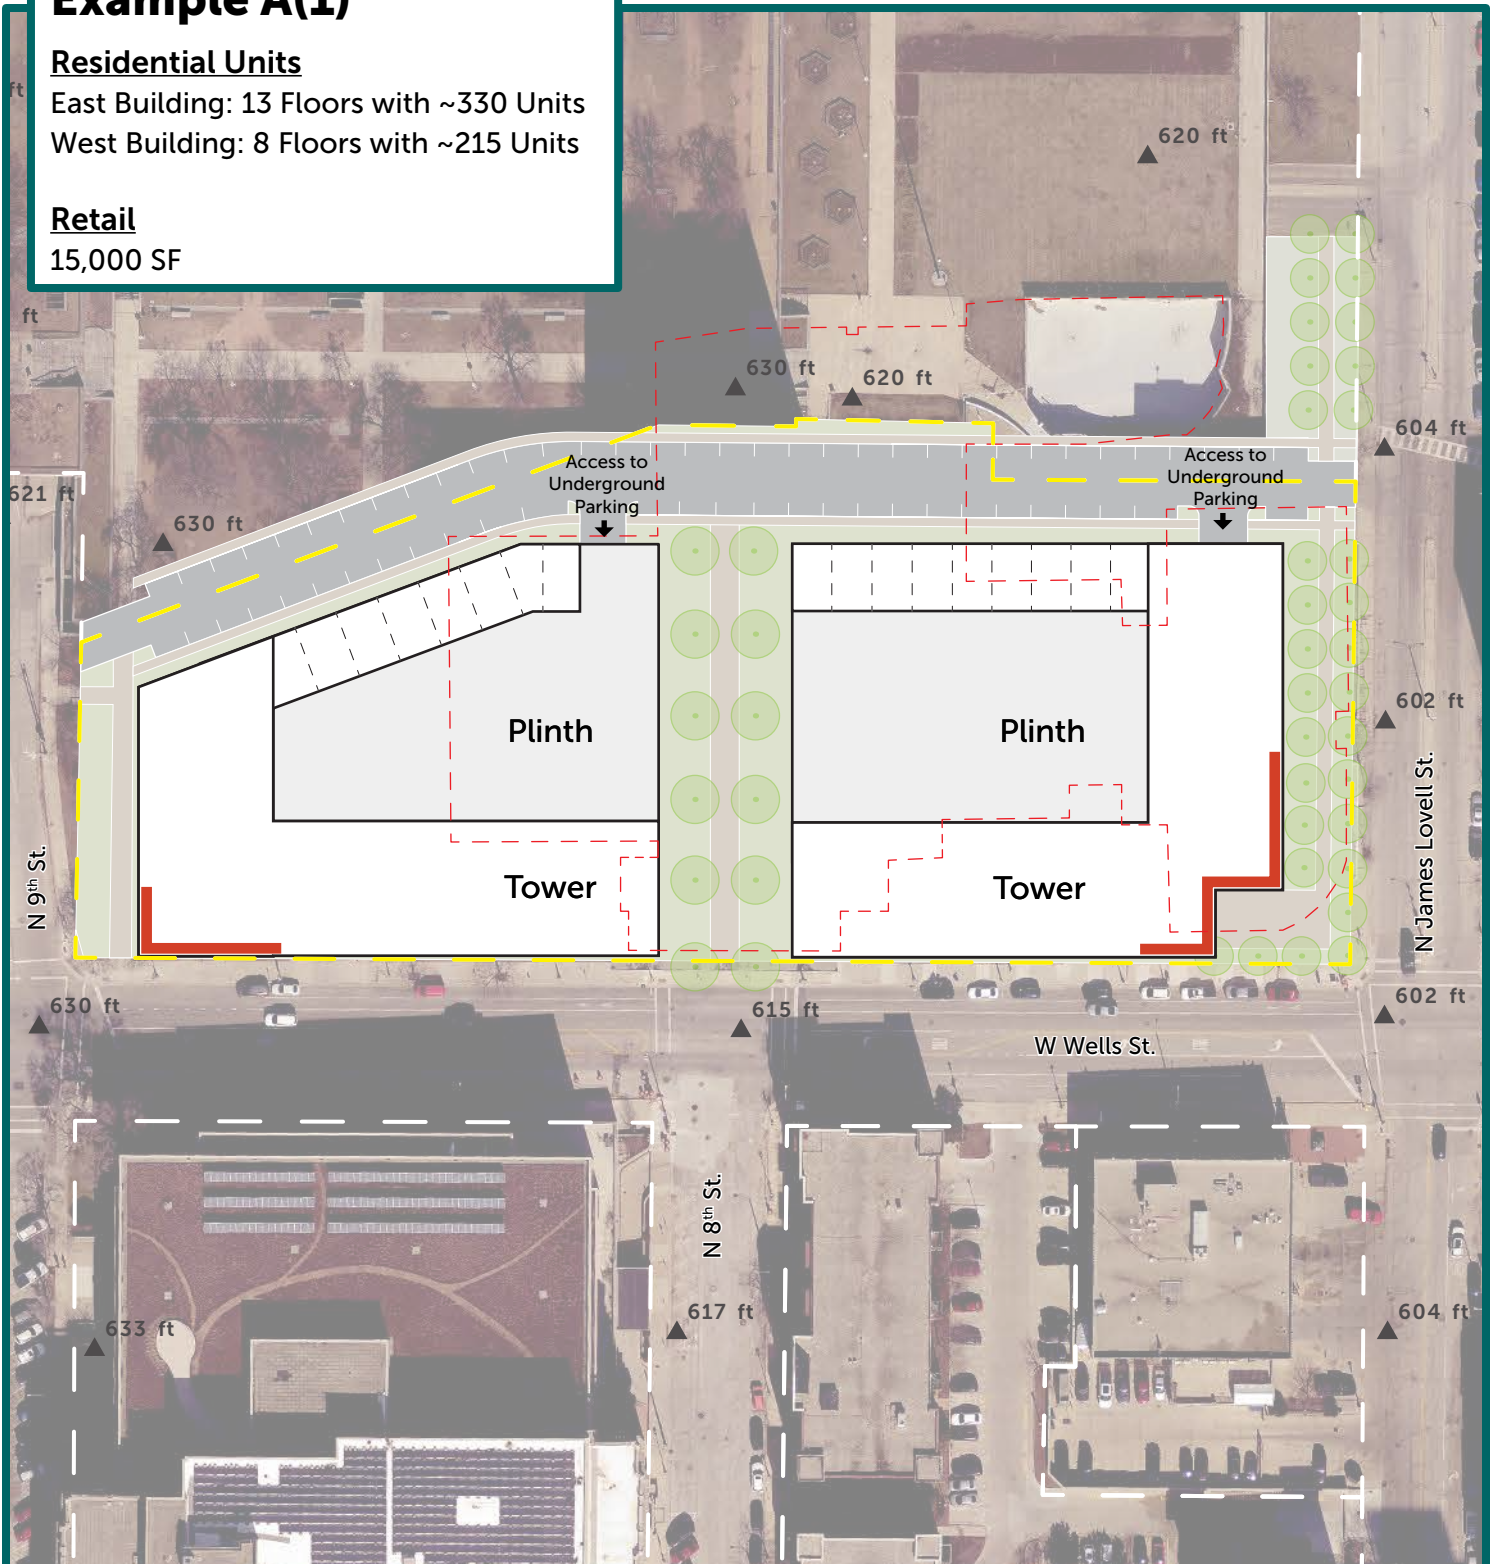 Example A(1)
Residential Units
East Building: 13 Floors with ~330 Units
West Building: 8 Floors with ~215 Units
Retail
15,000 SF
ft
620 ft
ft
630 ft
620 ft
604 ft
Access to
Underground
Parking
Access to
Underground
Parking
621 ft
630 ft
602 ft
Plinth
Plinth
N James Lovell St.
N 9th St.
Tower
Tower
630 ft
615 ft
602 ft
W Wells St.
N 8th St.
633 ft
617 ft
604 ft